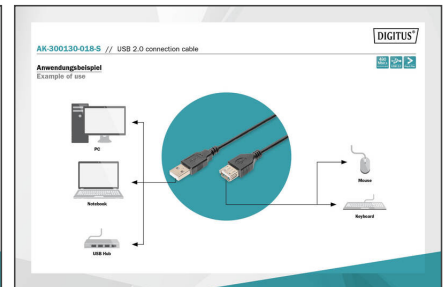 DIGITUS®
AK-300130-018-S // USB 2.0 connection cable
Anwendungsbeispiel
Example of use
PC
Notebook
USB Hub
Mouse
Keyboard